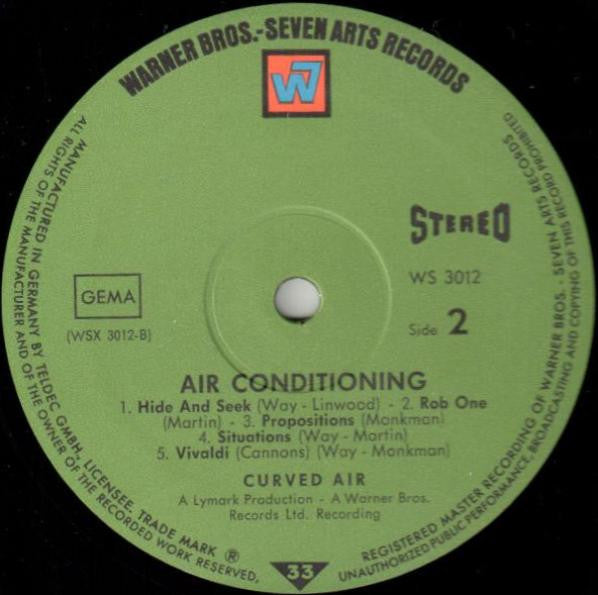 WARNER BROS.-SEVEN ARTS RECORDS
W7
STEREO
WS 3012
Side 2
GEMA
(WSX 3012-B)
AIR CONDITIONING
1. Hide And Seek (Way - Linwood) - 2. Rob One
(Martin) - 3. Propositions (Monkman)
4. Situations (Way - Martin)
5. Vivaldi (Cannons) (Way - Monkman)
CURVED AIR
A Lymark Production - A Warner Bros.
Records Ltd. Recording
33
MANUFACTURED IN GERMANY BY TELDEC GMBH., LICENSEE, TRADE MARK ®
ALL RIGHTS OF THE MANUFACTURER AND OF THE OWNER OF THE RECORDED WORK RESERVED,
REGISTERED MASTER RECORDING OF WARNER BROS. - SEVEN ARTS RECORDS
UNAUTHORIZED PUBLIC PERFORMANCE, BROADCASTING AND COPYING OF THIS RECORD PROHIBITED